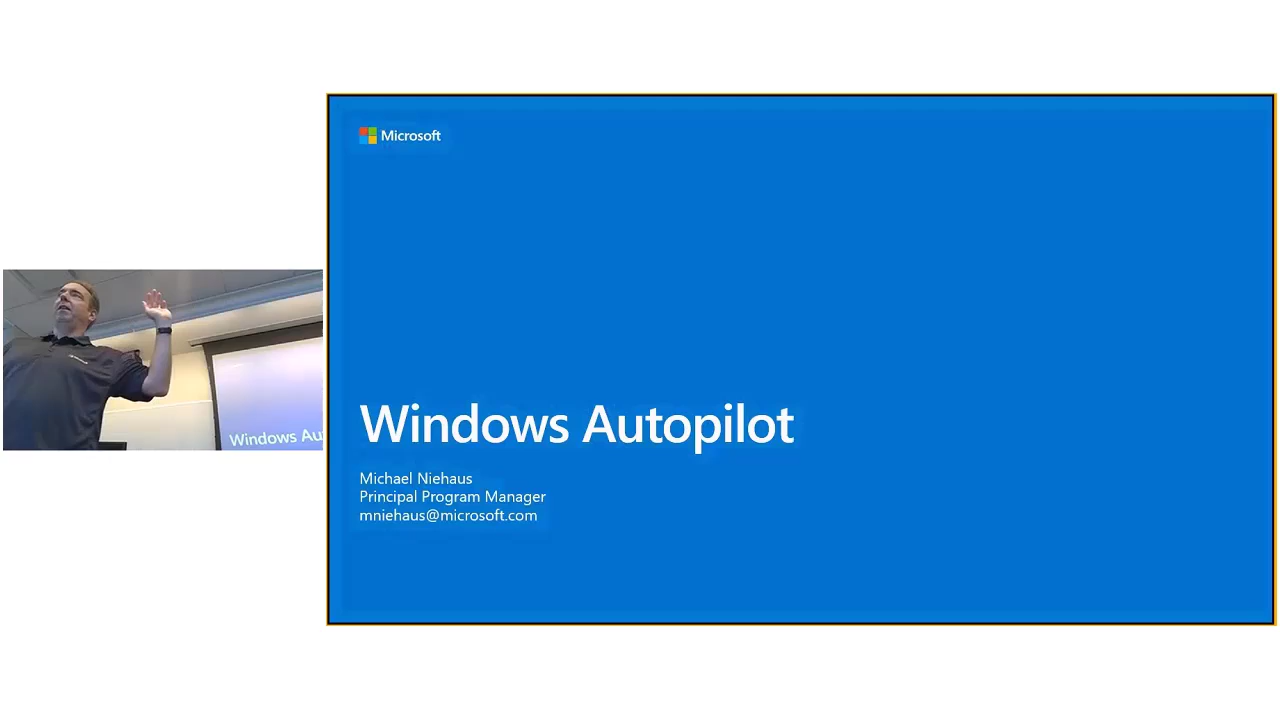 Microsoft
Windows Autopilot
Michael Niehaus
Principal Program Manager
mniehaus@microsoft.com
Windows Au